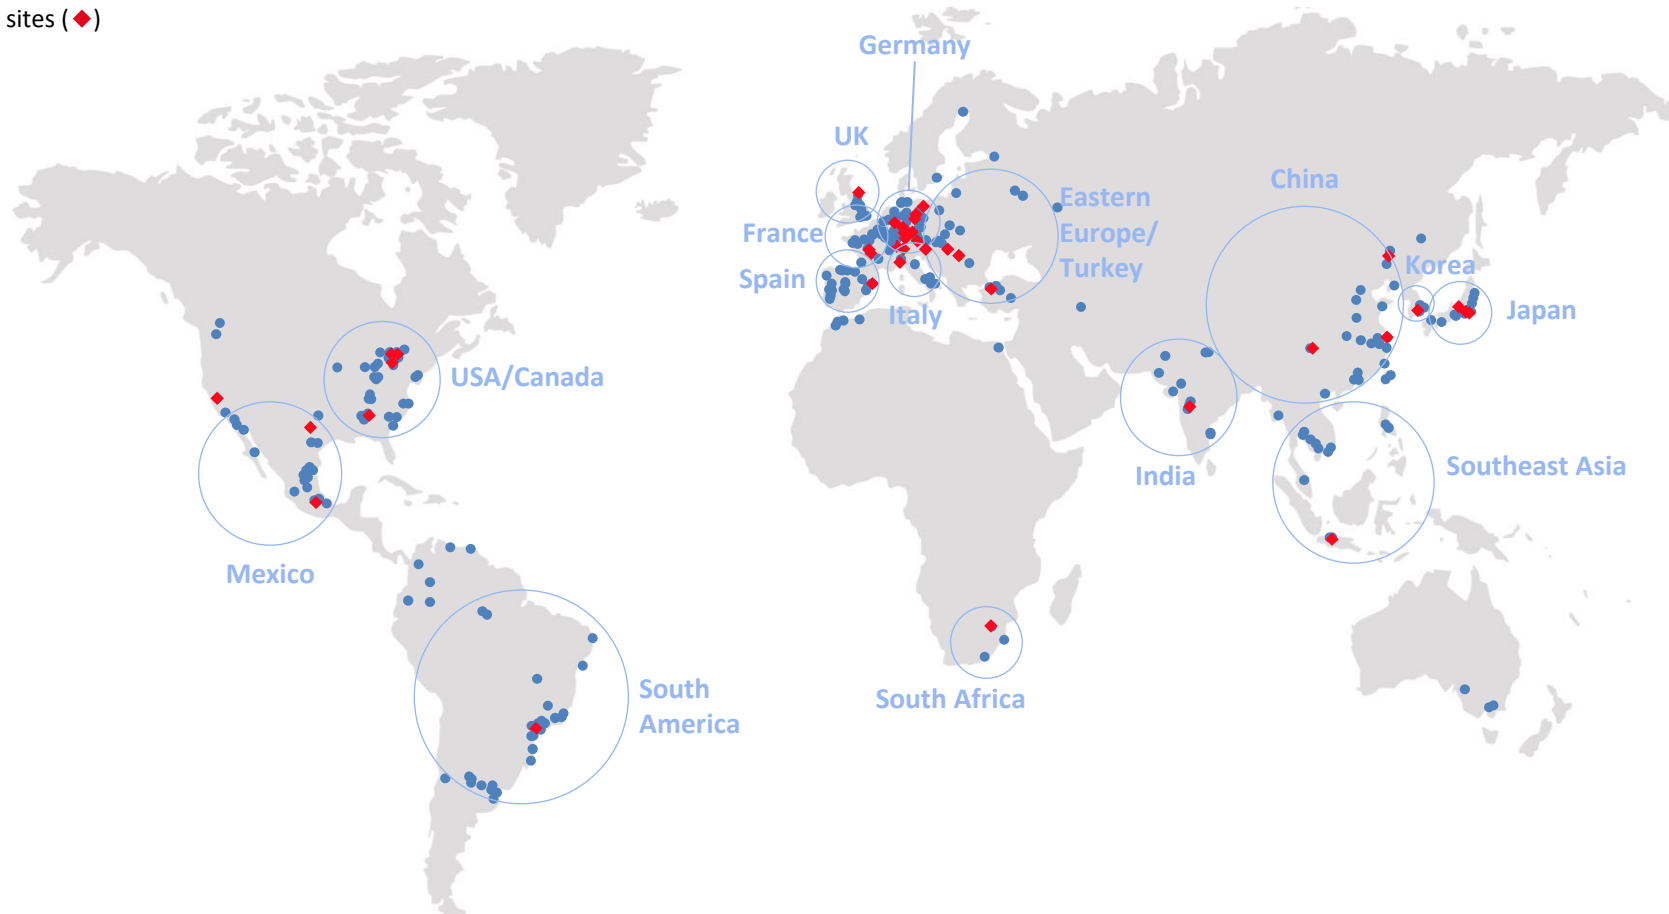 sites (◆)
Germany
UK
China
Eastern
Europe/
Turkey
France
Spain
Korea
Italy
Japan
USA/Canada
India
Southeast Asia
Mexico
South
America
South Africa